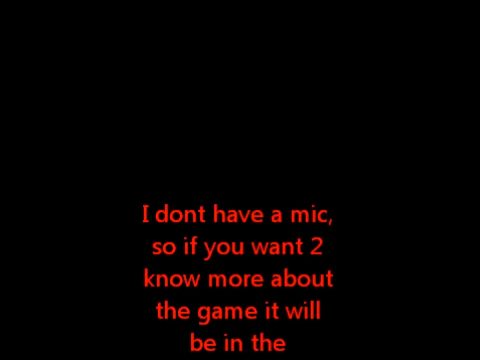 I dont have a mic,
so if you want 2
know more about
the game it will
be in the